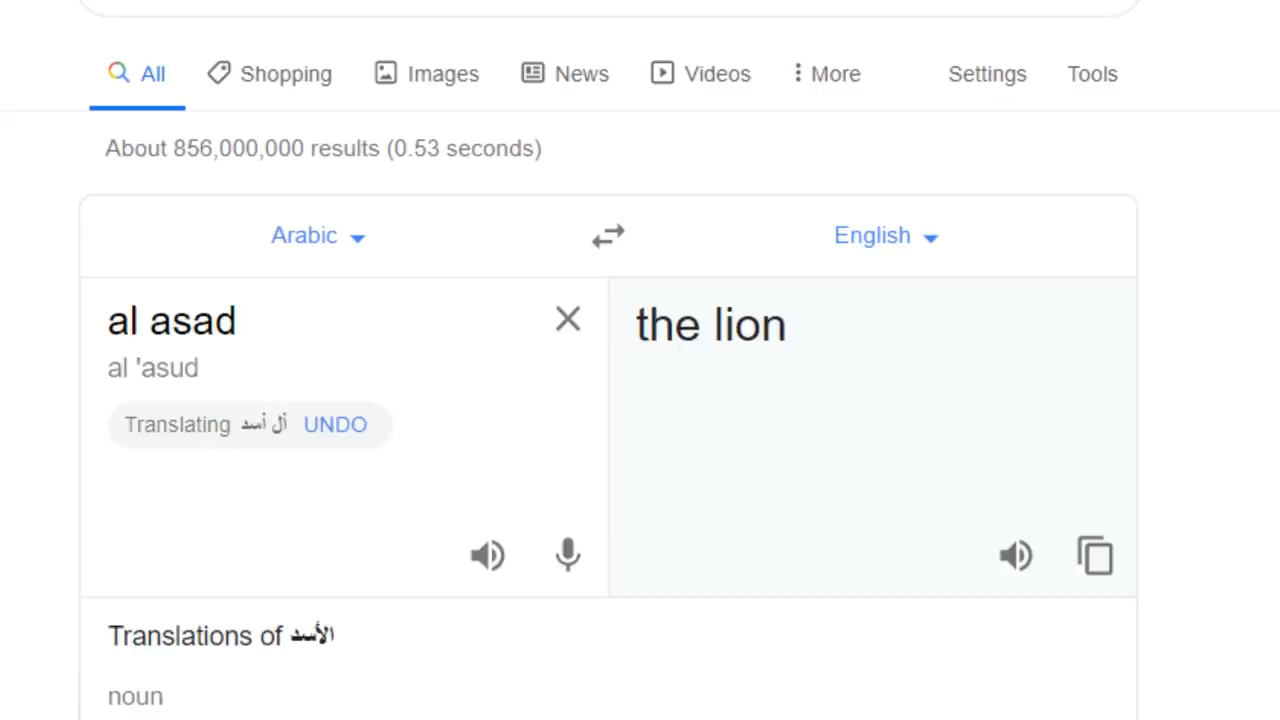 All Shopping Images News Videos More Settings Tools
About 856,000,000 results (0.53 seconds)
Arabic English
al asad
the lion
al 'asud
Translating أل أسد UNDO
Translations of الأسد
noun